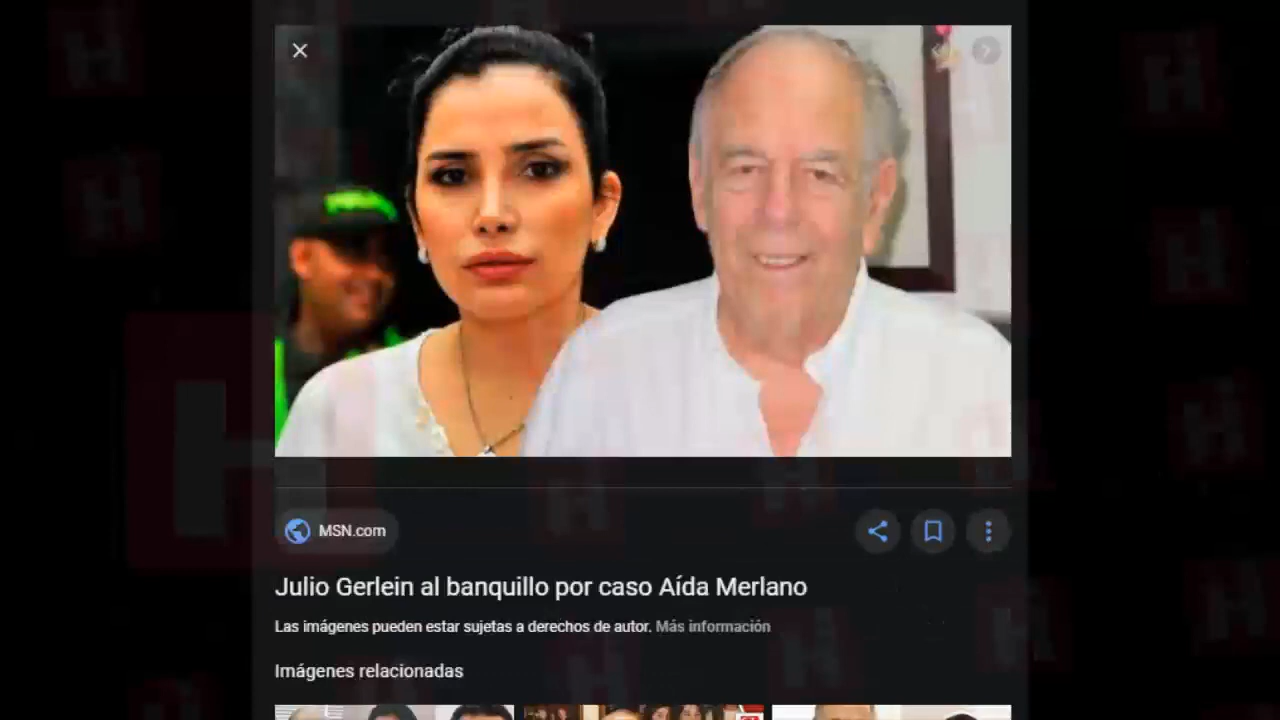 MSN.com
Julio Gerlein al banquillo por caso Aída Merlano
Las imágenes pueden estar sujetas a derechos de autor. Más información
Imágenes relacionadas